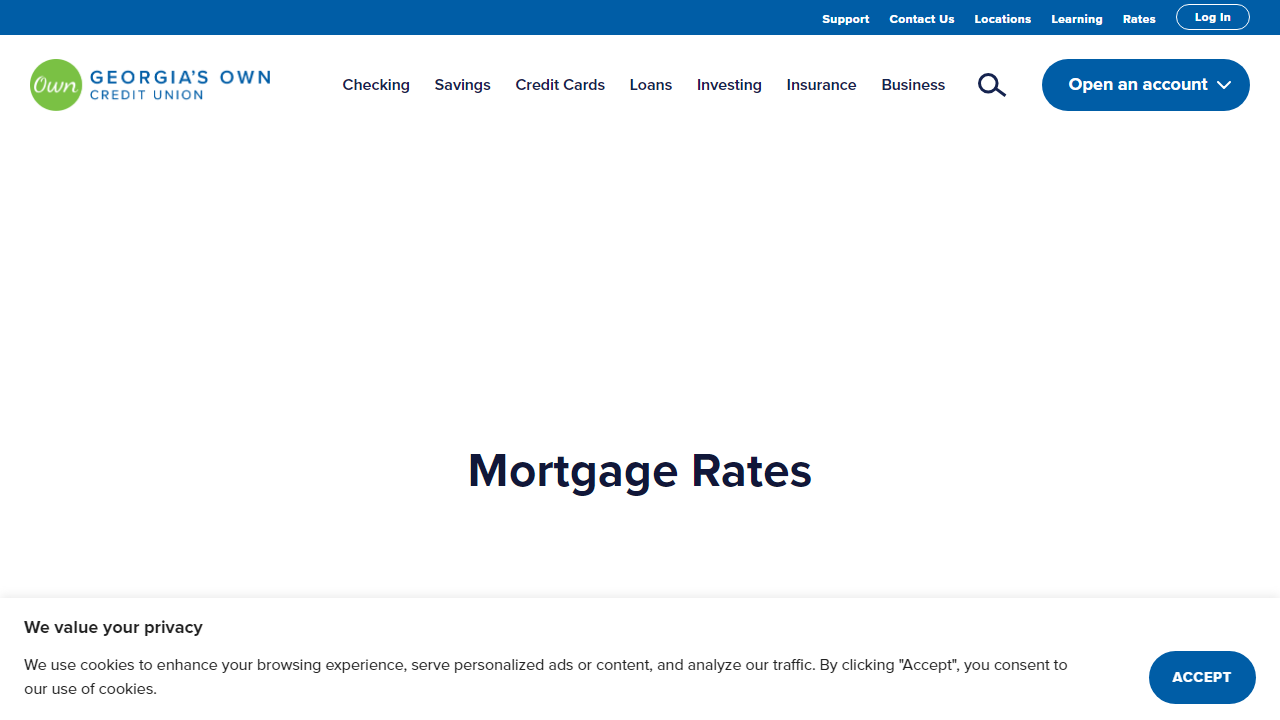 Support Contact Us Locations Learning Rates Log In
Own GEORGIA'S OWN
CREDIT UNION
Checking Savings Credit Cards Loans Investing Insurance Business Open an account
Mortgage Rates
We value your privacy
We use cookies to enhance your browsing experience, serve personalized ads or content, and analyze our traffic. By clicking "Accept", you consent to
our use of cookies.
ACCEPT